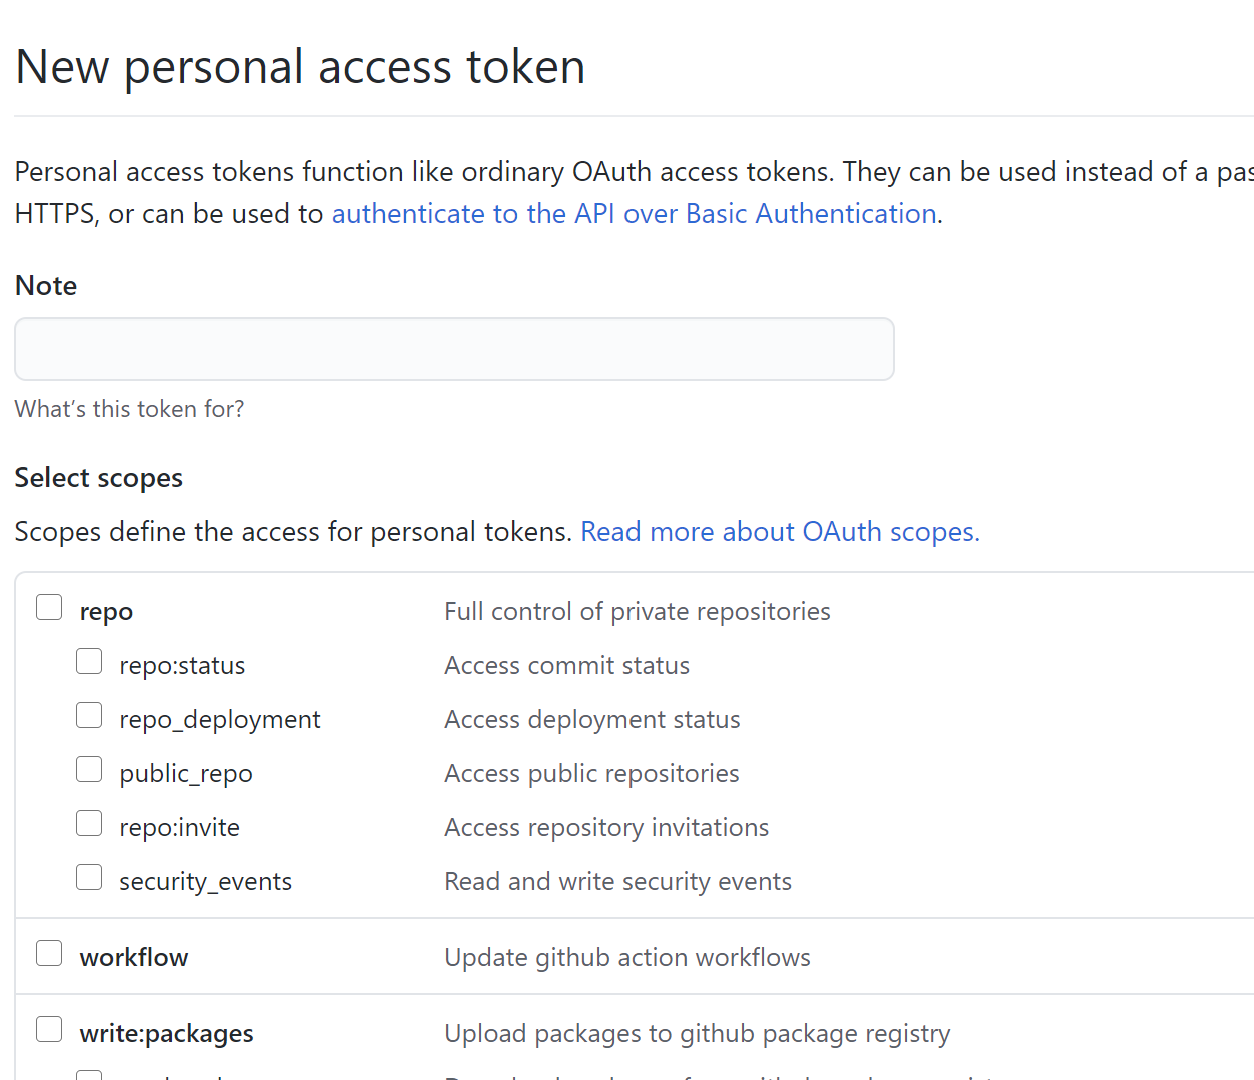 New personal access token
Personal access tokens function like ordinary OAuth access tokens. They can be used instead of a
HTTPS, or can be used to authenticate to the API over Basic Authentication.
Note
What’s this token for?
Select scopes
Scopes define the access for personal tokens. Read more about OAuth scopes.
repo Full control of private repositories
repo:status Access commit status
repo_deployment Access deployment status
public_repo Access public repositories
repo:invite Access repository invitations
security_events Read and write security events
workflow Update github action workflows
write:packages Upload packages to github package registry